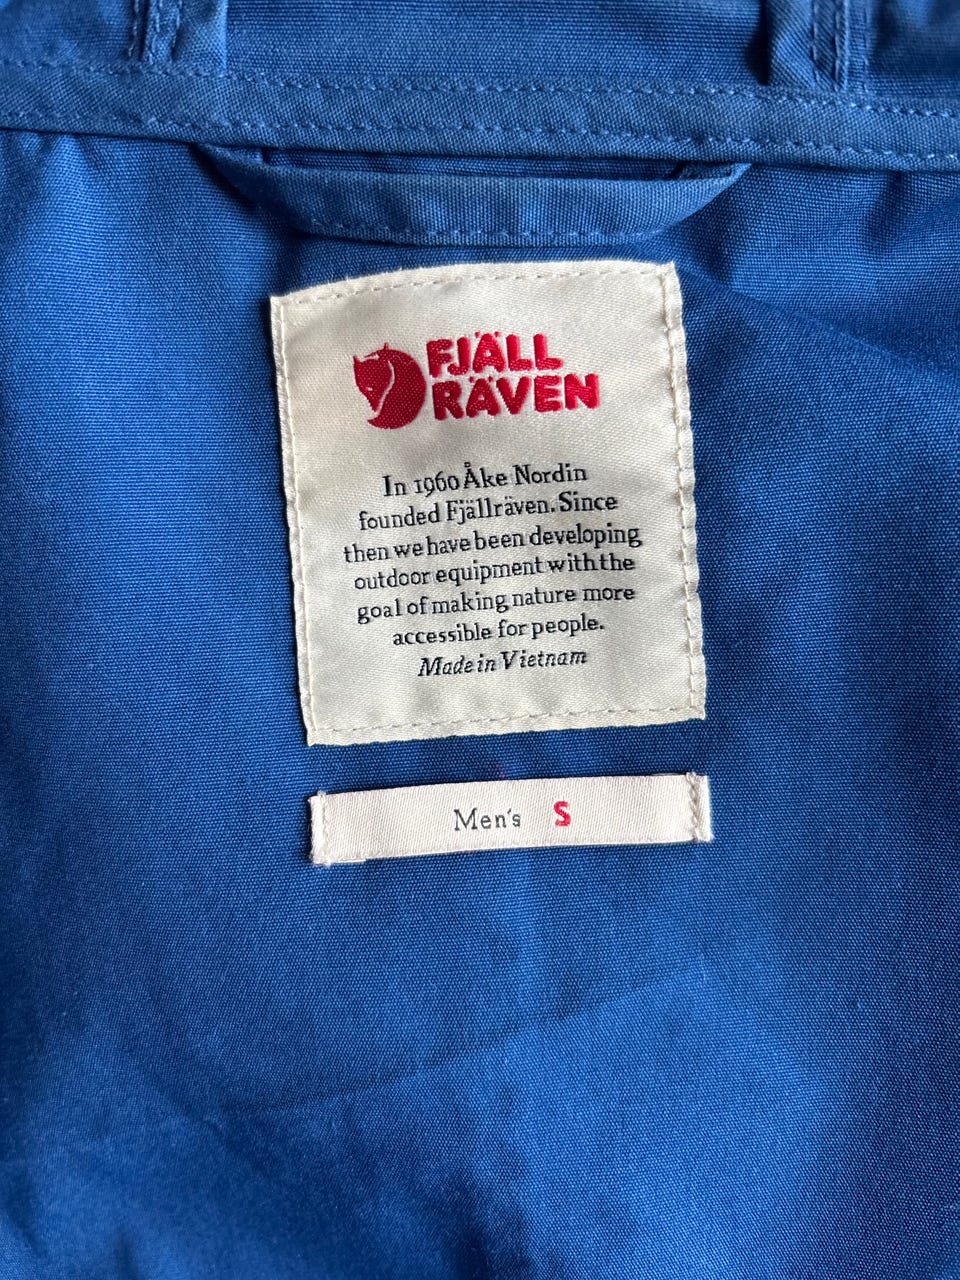 FJÄLL
RÄVEN
In 1960 Åke Nordin
founded Fjällräven. Since
then we have been developing
outdoor equipment with the
goal of making nature more
accessible for people.
Made in Vietnam
Men's S